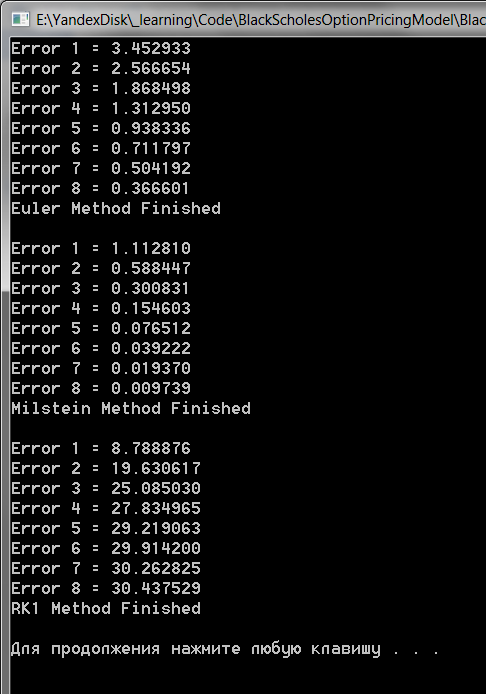 E:\YandexDisk\_learning\Code\BlackScholesOptionPricingModel\Blac
Error 1 = 3.452933
Error 2 = 2.566654
Error 3 = 1.868498
Error 4 = 1.312950
Error 5 = 0.938336
Error 6 = 0.711797
Error 7 = 0.504192
Error 8 = 0.366601
Euler Method Finished
Error 1 = 1.112810
Error 2 = 0.588447
Error 3 = 0.300831
Error 4 = 0.154603
Error 5 = 0.076512
Error 6 = 0.039222
Error 7 = 0.019370
Error 8 = 0.009739
Milstein Method Finished
Error 1 = 8.788876
Error 2 = 19.630617
Error 3 = 25.085030
Error 4 = 27.834965
Error 5 = 29.219063
Error 6 = 29.914200
Error 7 = 30.262825
Error 8 = 30.437529
RK1 Method Finished
Для продолжения нажмите любую клавишу . . .